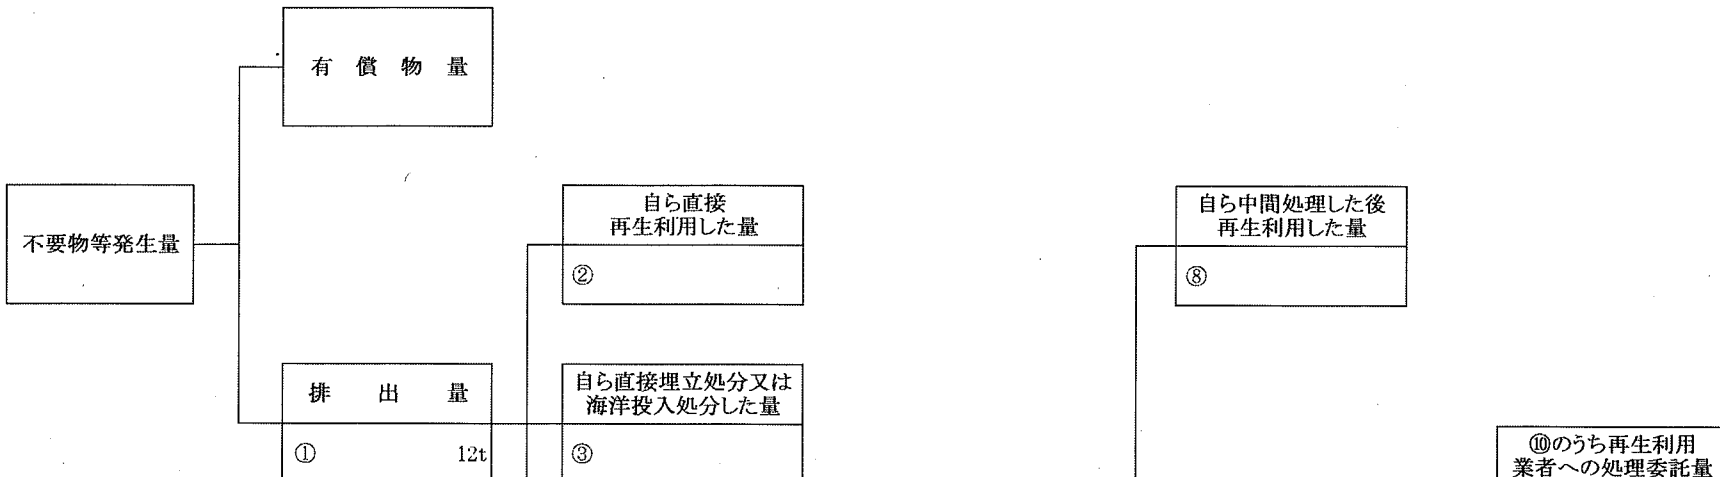 有償物量
不要物等発生量
自ら直接
再生利用した量
②
自ら中間処理した後
再生利用した量
⑧
排出量
① 12t
自ら直接埋立処分又は
海洋投入処分した量
③
⑩のうち再生利用
業者への処理委託量